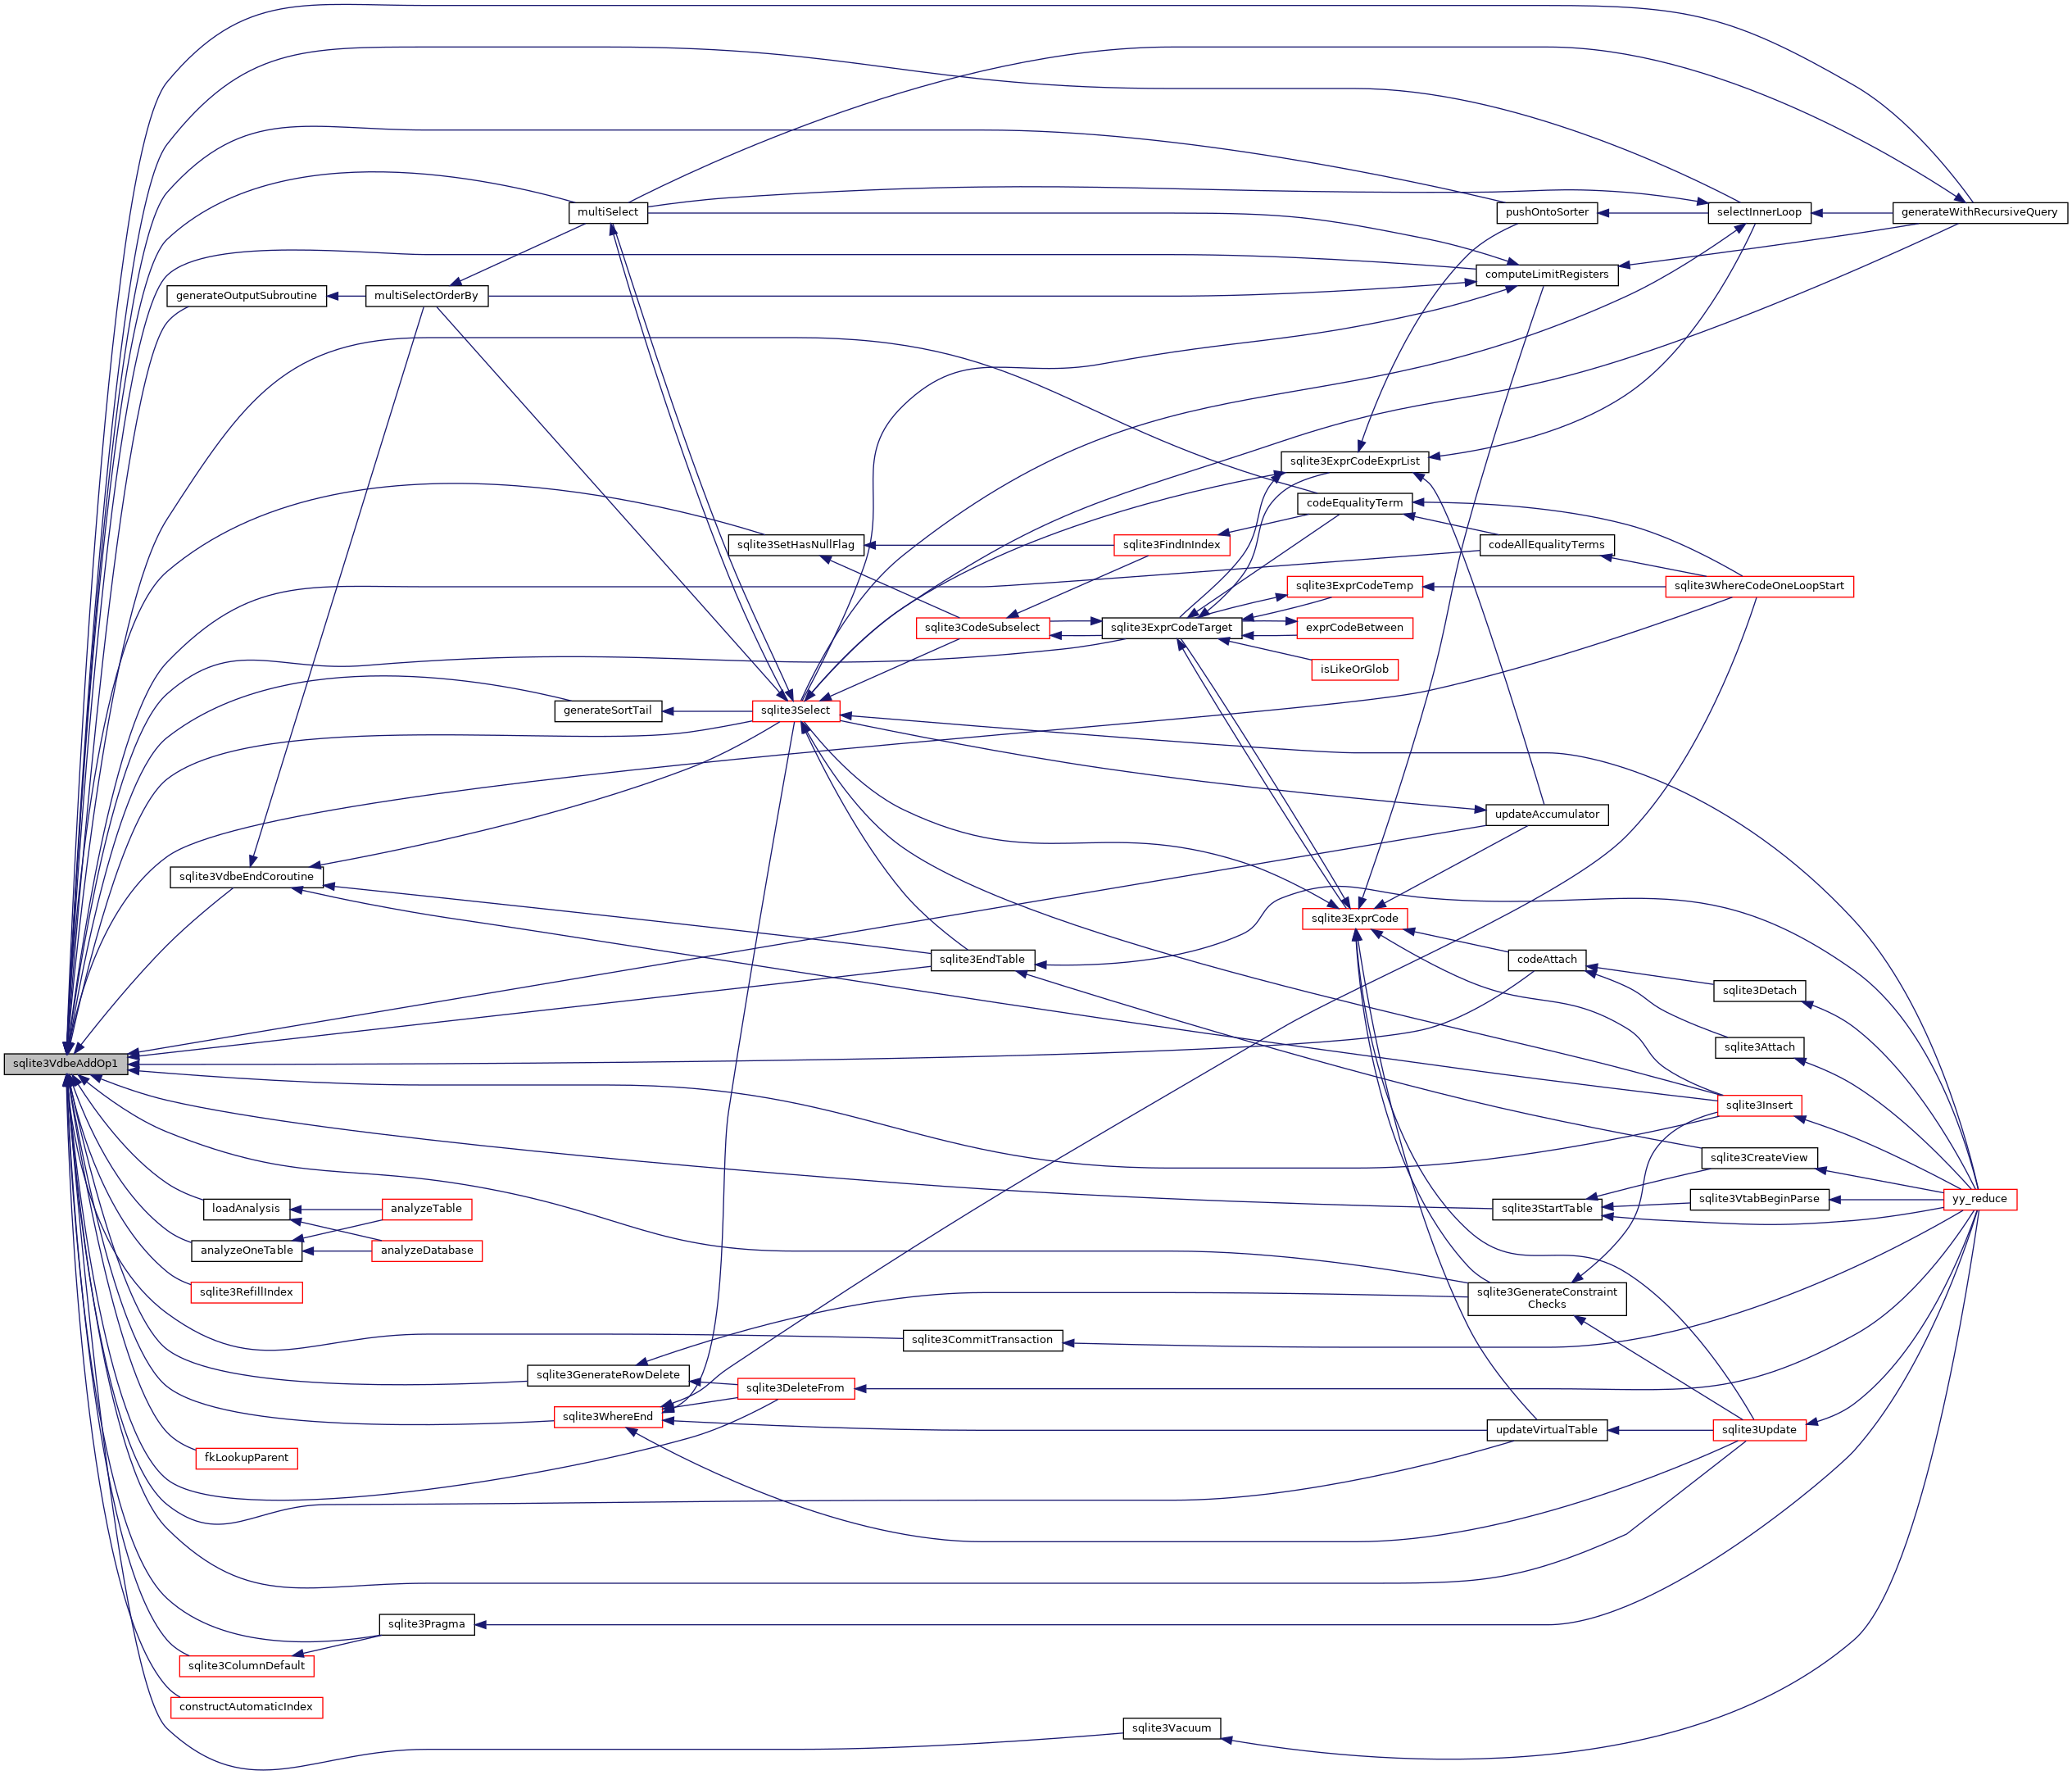 multiSelect
pushOntoSorter
selectInnerLoop
generateWithRecursiveQuery
computeLimitRegisters
generateOutputSubroutine
multiSelectOrderBy
sqlite3ExprCodeExprList
codeEqualityTerm
sqlite3SetHasNullFlag
sqlite3FindInIndex
codeAllEqualityTerms
sqlite3ExprCodeTemp
sqlite3WhereCodeOneLoopStart
sqlite3CodeSubselect
sqlite3ExprCodeTarget
exprCodeBetween
isLikeOrGlob
generateSortTail
sqlite3Select
updateAccumulator
sqlite3VdbeEndCoroutine
sqlite3ExprCode
sqlite3EndTable
codeAttach
sqlite3Detach
sqlite3Attach
sqlite3VdbeAddOp1
sqlite3Insert
sqlite3CreateView
loadAnalysis
analyzeTable
sqlite3StartTable
sqlite3VtabBeginParse
yy_reduce
analyzeOneTable
analyzeDatabase
sqlite3RefillIndex
sqlite3GenerateConstraint
Checks
sqlite3CommitTransaction
sqlite3GenerateRowDelete
sqlite3DeleteFrom
sqlite3WhereEnd
updateVirtualTable
sqlite3Update
fkLookupParent
sqlite3Pragma
sqlite3ColumnDefault
constructAutomaticIndex
sqlite3Vacuum